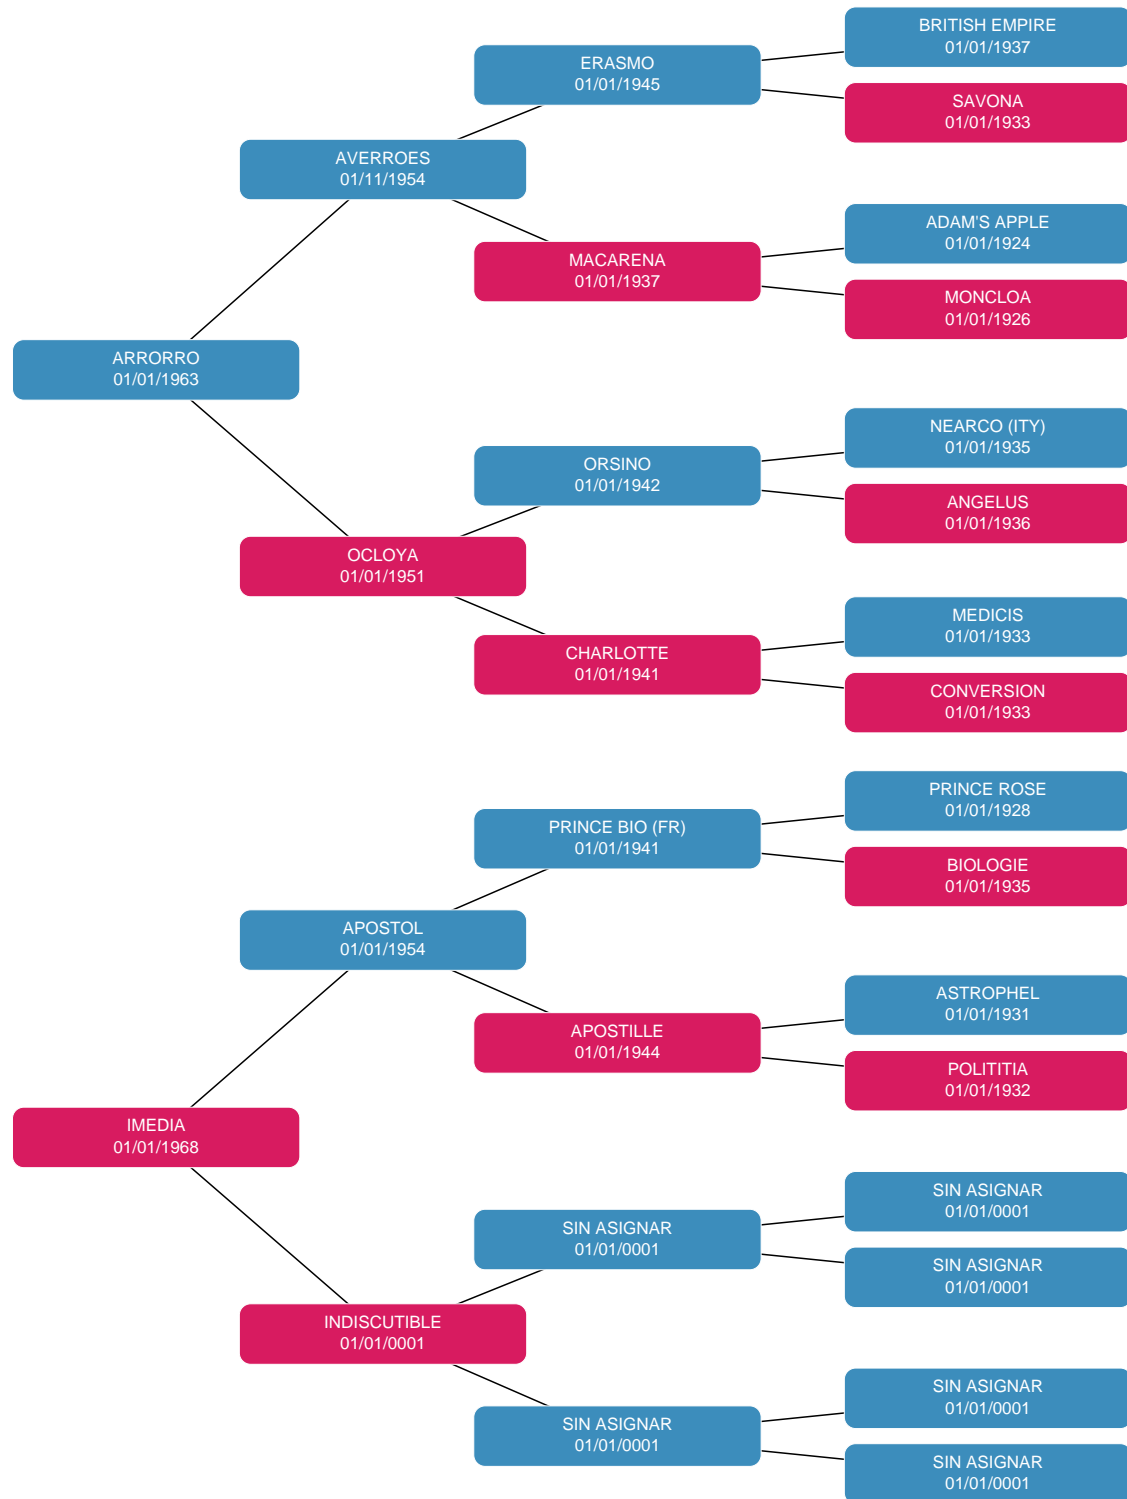 BRITISH EMPIRE
01/01/1937
ERASMO
01/01/1945
SAVONA
01/01/1933
AVERROES
01/11/1954
ADAM'S APPLE
01/01/1924
MACARENA
01/01/1937
MONCLOA
01/01/1926
ARRORRO
01/01/1963
NEARCO (ITY)
01/01/1935
ORSINO
01/01/1942
ANGELUS
01/01/1936
OCLOYA
01/01/1951
MEDICIS
01/01/1933
CHARLOTTE
01/01/1941
CONVERSION
01/01/1933
PRINCE ROSE
01/01/1928
PRINCE BIO (FR)
01/01/1941
BIOLOGIE
01/01/1935
APOSTOL
01/01/1954
ASTROPHEL
01/01/1931
APOSTILLE
01/01/1944
POLITITIA
01/01/1932
IMEDIA
01/01/1968
SIN ASIGNAR
01/01/0001
SIN ASIGNAR
01/01/0001
SIN ASIGNAR
01/01/0001
INDISCUTIBLE
01/01/0001
SIN ASIGNAR
01/01/0001
SIN ASIGNAR
01/01/0001
SIN ASIGNAR
01/01/0001